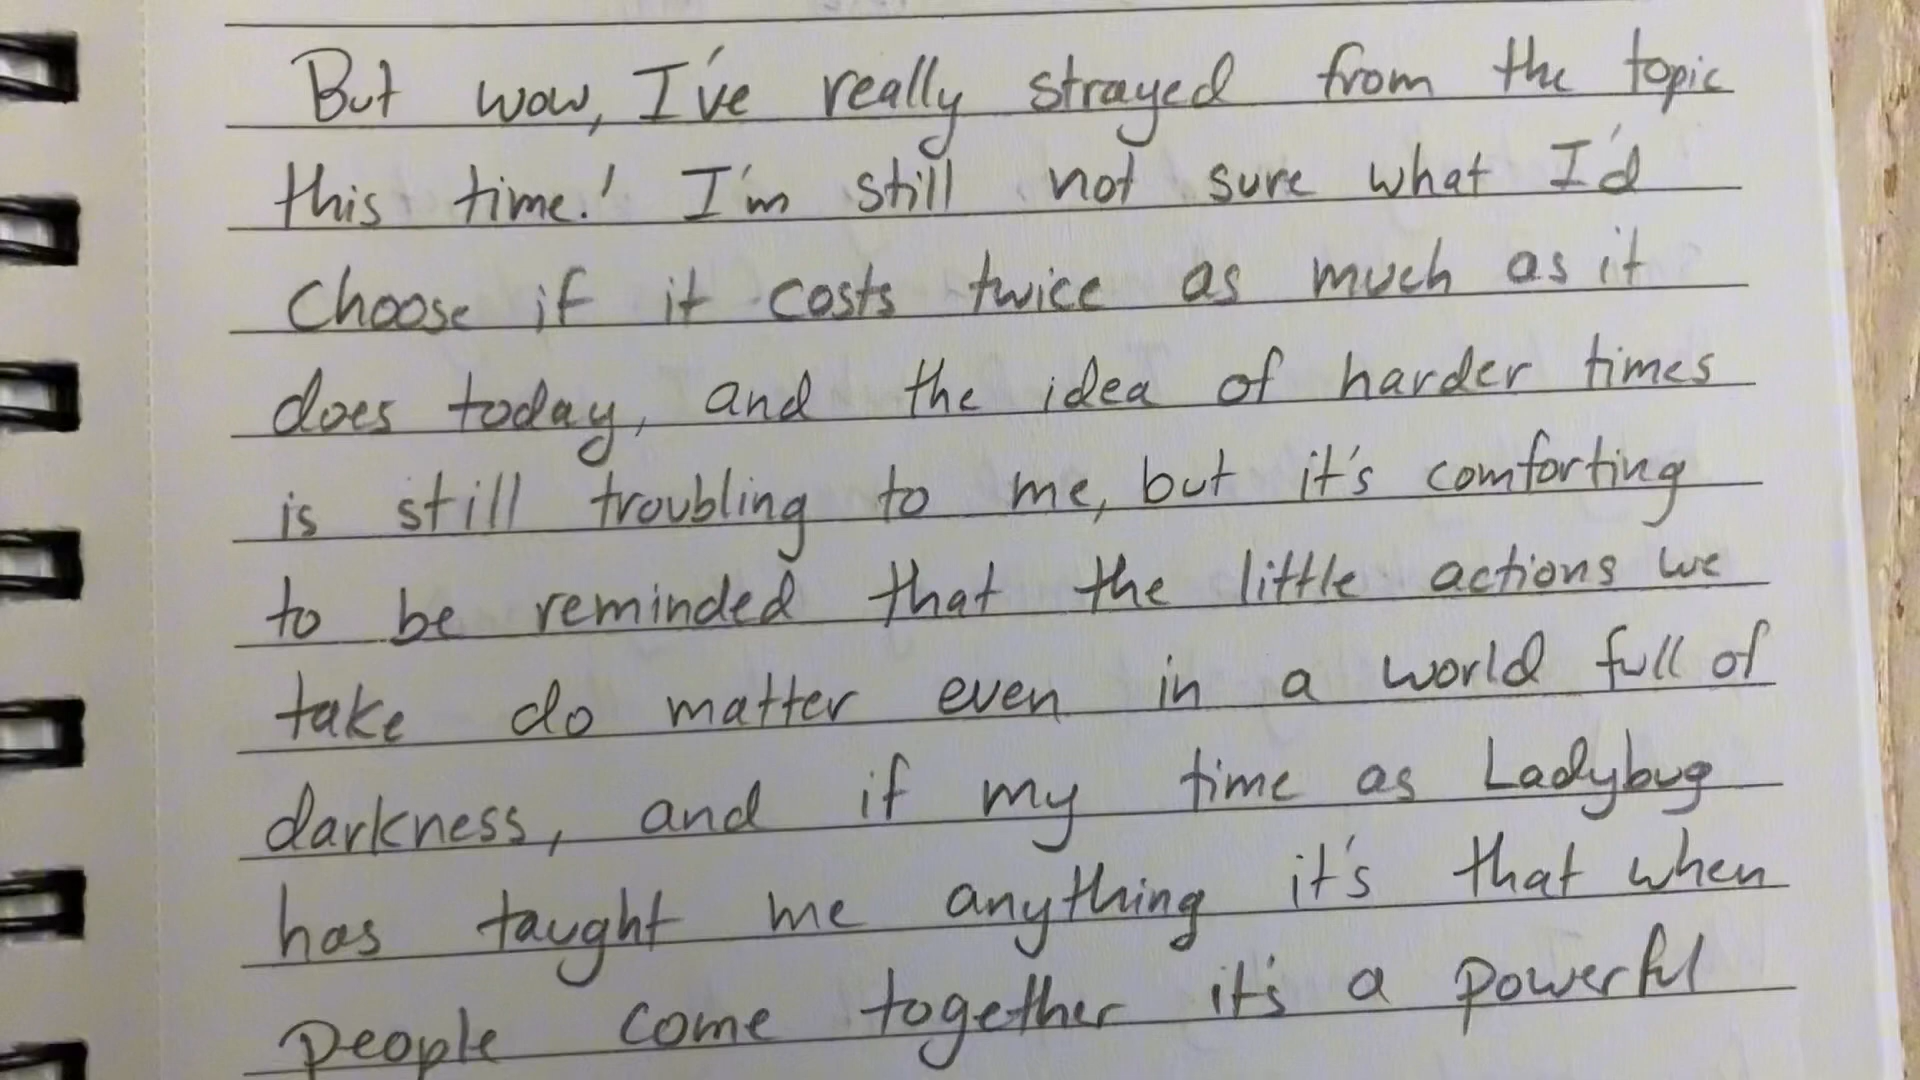 But wow, I've really strayed from the topic
this time! I'm still not sure what I'd
choose if it costs twice as much as it
does today, and the idea of harder times
is still troubling to me, but it's comforting
to be reminded that the little actions we
take do matter even in a world full of
darkness, and if my time as Ladybug
has taught me anything it's that when
people come together it's a powerful